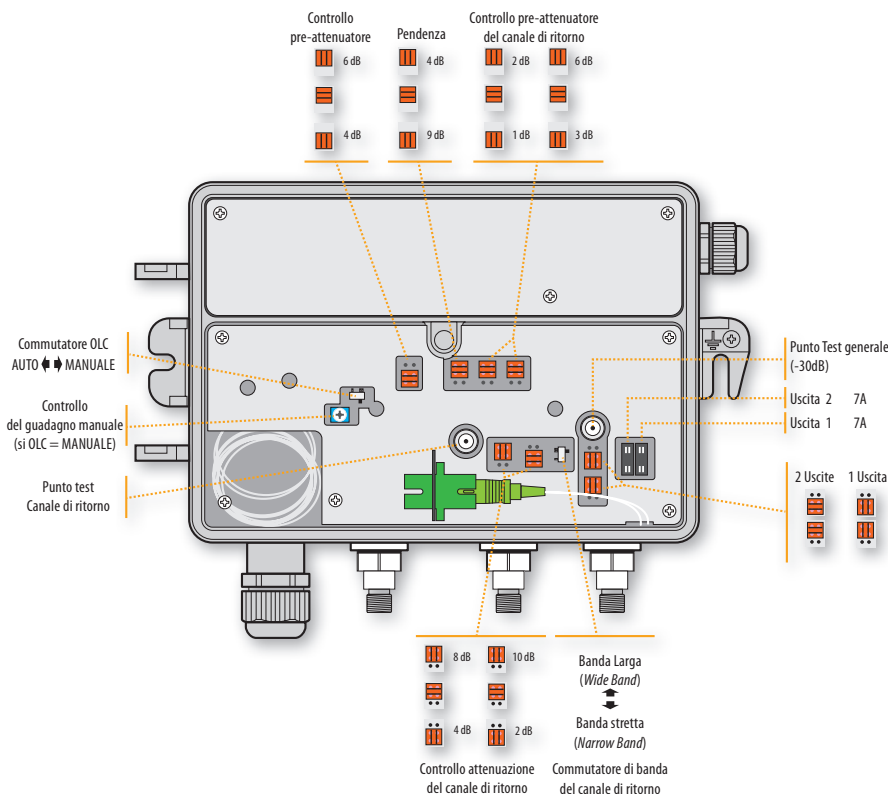 Controllo
pre-attenuatore
6 dB
4 dB
Pendenza
4 dB
9 dB
Controllo pre-attenuatore
del canale di ritorno
2 dB
6 dB
1 dB
3 dB
Commutatore OLC
AUTO MANUALE
Controllo
del guadagno manuale
(si OLC = MANUALE)
Punto test
Canale di ritorno
Punto Test generale
(-30dB)
Uscita 2 7A
Uscita 1 7A
2 Uscite
1 Uscita
8 dB
10 dB
4 dB
2 dB
Controllo attenuazione
del canale di ritorno
Banda Larga
(Wide Band)
Banda stretta
(Narrow Band)
Commutatore di banda
del canale di ritorno